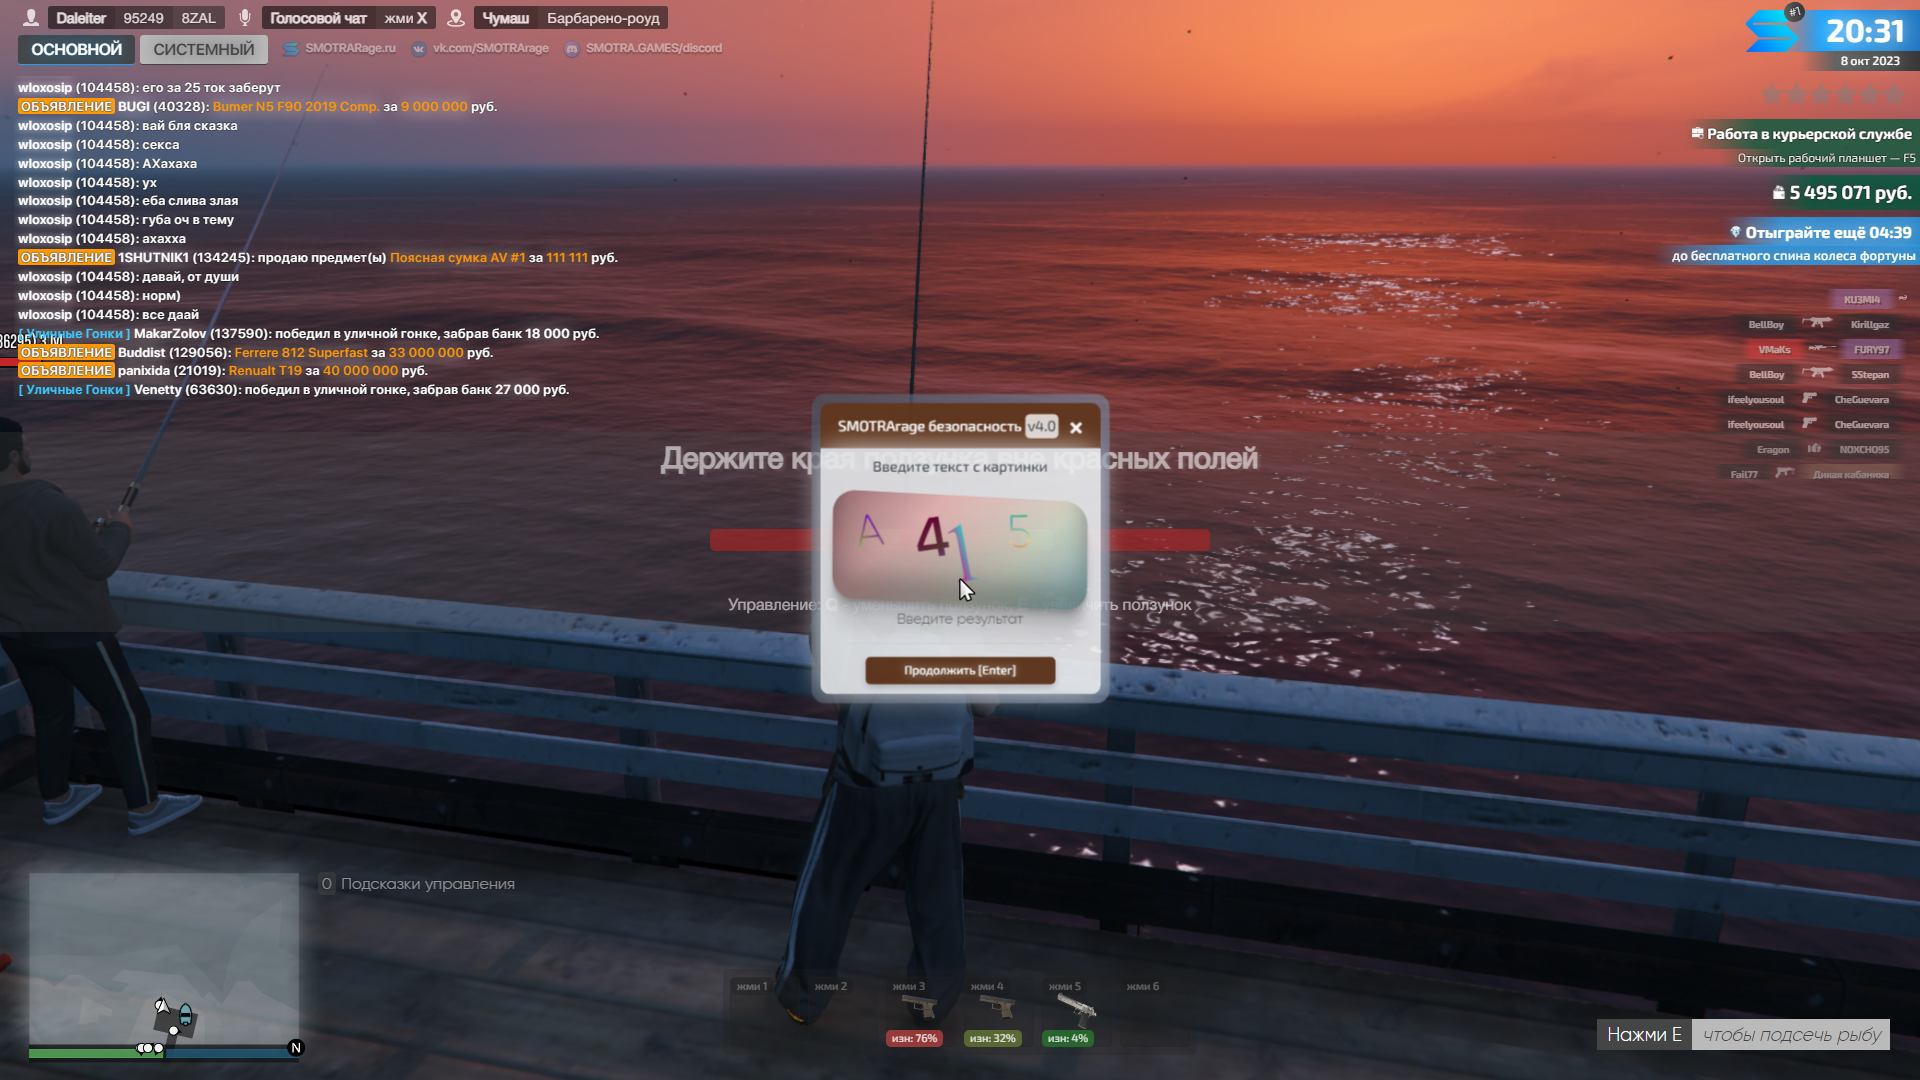 Daleiter 95249 8ZAL Голосовой чат жми X Чумаш Барбарено-роуд
ОСНОВНОЙ СИСТЕМНЫЙ SMOTRARage.ru vk.com/SMOTRArage SMOTRA.GAMES/discord
wloxosip (104458): его за 25 ток заберут
ОБЪЯВЛЕНИЕ BUGI (40328): Bumer N5 F90 2019 Comp. за 9 000 000 руб.
wloxosip (104458): вай бля сказка
wloxosip (104458): секса
wloxosip (104458): АХахаха
wloxosip (104458): ух
wloxosip (104458): еба слива злая
wloxosip (104458): губа оч в тему
wloxosip (104458): ахахха
ОБЪЯВЛЕНИЕ 1SHUTNIK1 (134245): продаю предмет(ы) Поясная сумка AV #1 за 111 111 руб.
wloxosip (104458): давай, от души
wloxosip (104458): норм)
wloxosip (104458): все даай
[ Уличные Гонки ] MakarZolov (137590): победил в уличной гонке, забрав банк 18 000 руб.
ОБЪЯВЛЕНИЕ Buddist (129056): Ferrere 812 Superfast за 33 000 000 руб.
ОБЪЯВЛЕНИЕ panixida (21019): Renualt T19 за 40 000 000 руб.
[ Уличные Гонки ] Venetty (63630): победил в уличной гонке, забрав банк 27 000 руб.
#1
20:31
8 окт 2023
Работа в курьерской службе
Открыть рабочий планшет — F5
5 495 071 руб.
Отыграйте ещё 04:39
до бесплатного спина колеса фортуны
KU3MI4
BellBoy Kirillgaz
VMaKs FURY97
BellBoy SStepan
ifeelyousoul CheGuevara
ifeelyousoul CheGuevara
Eragon NOXCHO95
Fail77 Дикая кабаниха
SMOTRArage безопасность v4.0
Держите края ползунка вне красных полей
Введите текст с картинки
A 4 1 5
Управление: Q - уменьшить ползунок, E - увеличить ползунок
Введите результат
Продолжить [Enter]
O Подсказки управления
N
жми 1 жми 2 жми 3 жми 4 жми 5 жми 6
изн: 76% изн: 32% изн: 4%
Нажми E чтобы подсечь рыбу